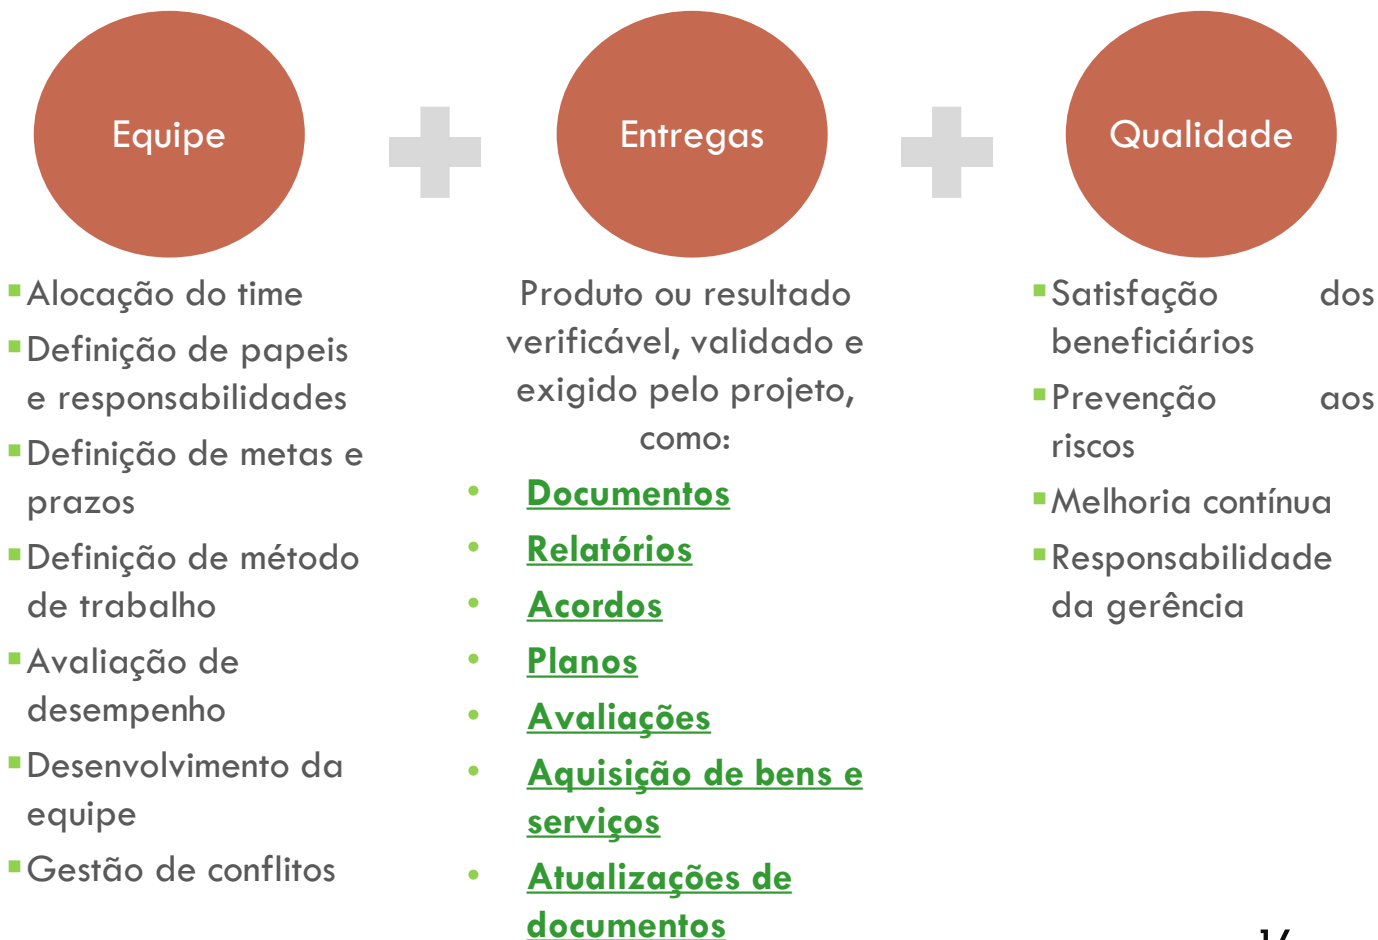 Equipe
Entregas
Qualidade
Alocação do time
Definição de papeis
e responsabilidades
Definição de metas e
prazos
Definição de método
de trabalho
Avaliação de
desempenho
Desenvolvimento da
equipe
Gestão de conflitos
Produto ou resultado
verificável, validado e
exigido pelo projeto,
como:
Documentos
Relatórios
Acordos
Planos
Avaliações
Aquisição de bens e
serviços
Atualizações de
documentos
Satisfação dos
beneficiários
Prevenção aos
riscos
Melhoria contínua
Responsabilidade
da gerência